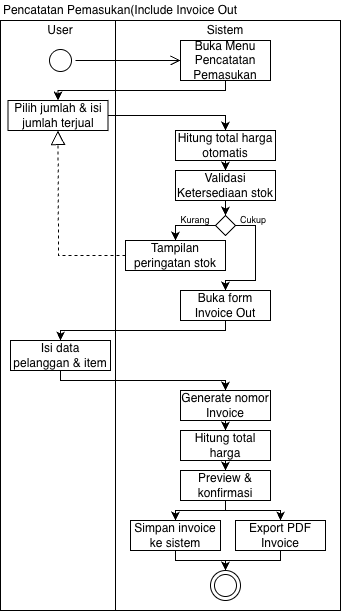 Pencatatan Pemasukan(Include Invoice Out
User
Sistem
Buka Menu
Pencatatan
Pemasukan
Pilih jumlah & isi
jumlah terjual
Hitung total harga
otomatis
Validasi
Ketersediaan stok
Kurang
Cukup
Tampilan
peringatan stok
Buka form
Invoice Out
Isi data
pelanggan & item
Generate nomor
Invoice
Hitung total
harga
Preview &
konfirmasi
Simpan invoice
ke sistem
Export PDF
Invoice